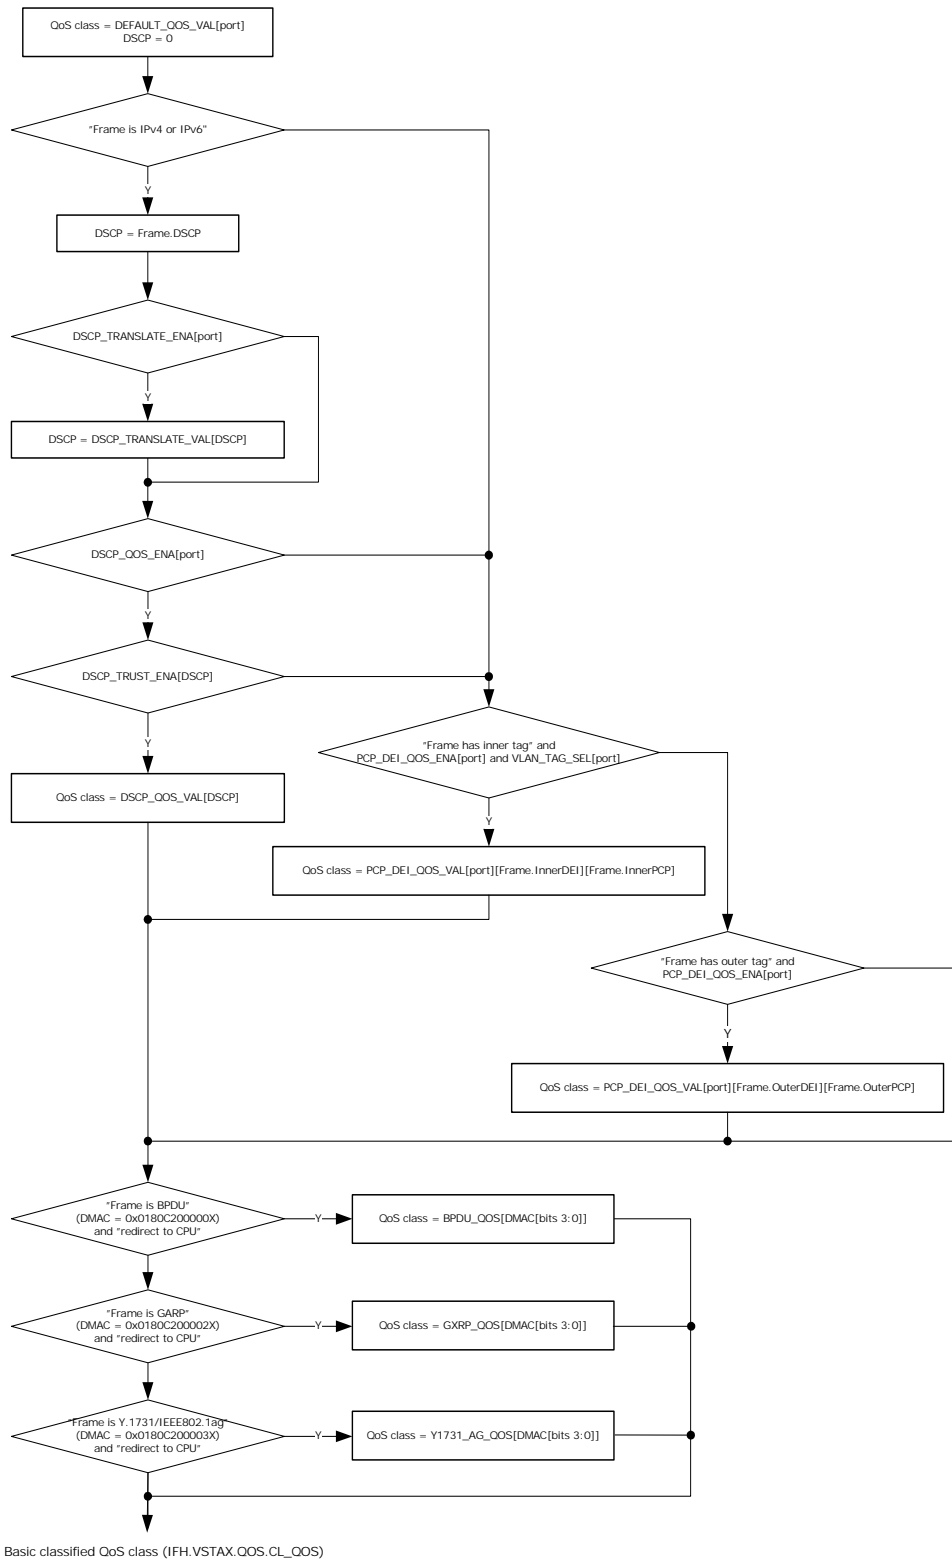 QoS class = DEFAULT_QOS_VAL[port]
DSCP = 0
"Frame is IPv4 or IPv6"
Y
DSCP = Frame.DSCP
DSCP_TRANSLATE_ENA[port]
Y
DSCP = DSCP_TRANSLATE_VAL[DSCP]
DSCP_QOS_ENA[port]
Y
DSCP_TRUST_ENA[DSCP]
Y
"Frame has inner tag" and
PCP_DEI_QOS_ENA[port] and VLAN_TAG_SEL[port]
QoS class = DSCP_QOS_VAL[DSCP]
Y
QoS class = PCP_DEI_QOS_VAL[port][Frame.InnerDEI][Frame.InnerPCP]
"Frame has outer tag" and
PCP_DEI_QOS_ENA[port]
Y
QoS class = PCP_DEI_QOS_VAL[port][Frame.OuterDEI][Frame.OuterPCP]
"Frame is BPDU"
(DMAC = 0x0180C200000X)
and "redirect to CPU"
Y
QoS class = BPDU_QOS[DMAC[bits 3:0]]
"Frame is GARP"
(DMAC = 0x0180C200002X)
and "redirect to CPU"
Y
QoS class = GXRP_QOS[DMAC[bits 3:0]]
"Frame is Y.1731/IEEE802.1ag"
(DMAC = 0x0180C200003X)
and "redirect to CPU"
Y
QoS class = Y1731_AG_QOS[DMAC[bits 3:0]]
Basic classified QoS class (IFH.VSTAX.QOS.CL_QOS)